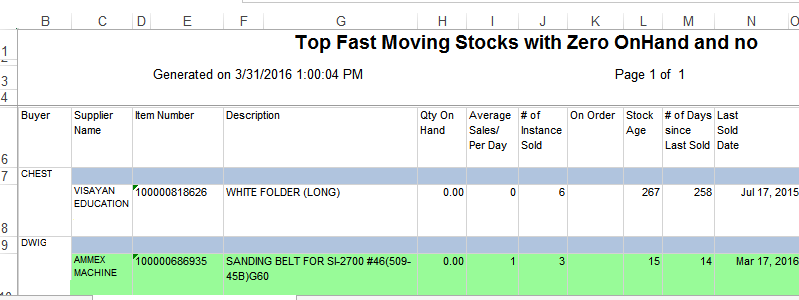 B C D E F G H I J K L M N
1 Top Fast Moving Stocks with Zero OnHand and no
2
3 Generated on 3/31/2016 1:00:04 PM Page 1 of 1
4
Buyer Supplier Item Number Description Qty On Average # of On Order Stock # of Days Last
Name Hand Sales/ Instance Age since Sold
Per Day Sold Last Sold Date
6
7 CHEST
VISAYAN 100000818626 WHITE FOLDER (LONG) 0.00 0 6 267 258 Jul 17, 2015
EDUCATION
8
9 DWIG
AMMEX 100000686935 SANDING BELT FOR SI-2700 #46(509- 0.00 1 3 15 14 Mar 17, 2016
MACHINE 45B)G60